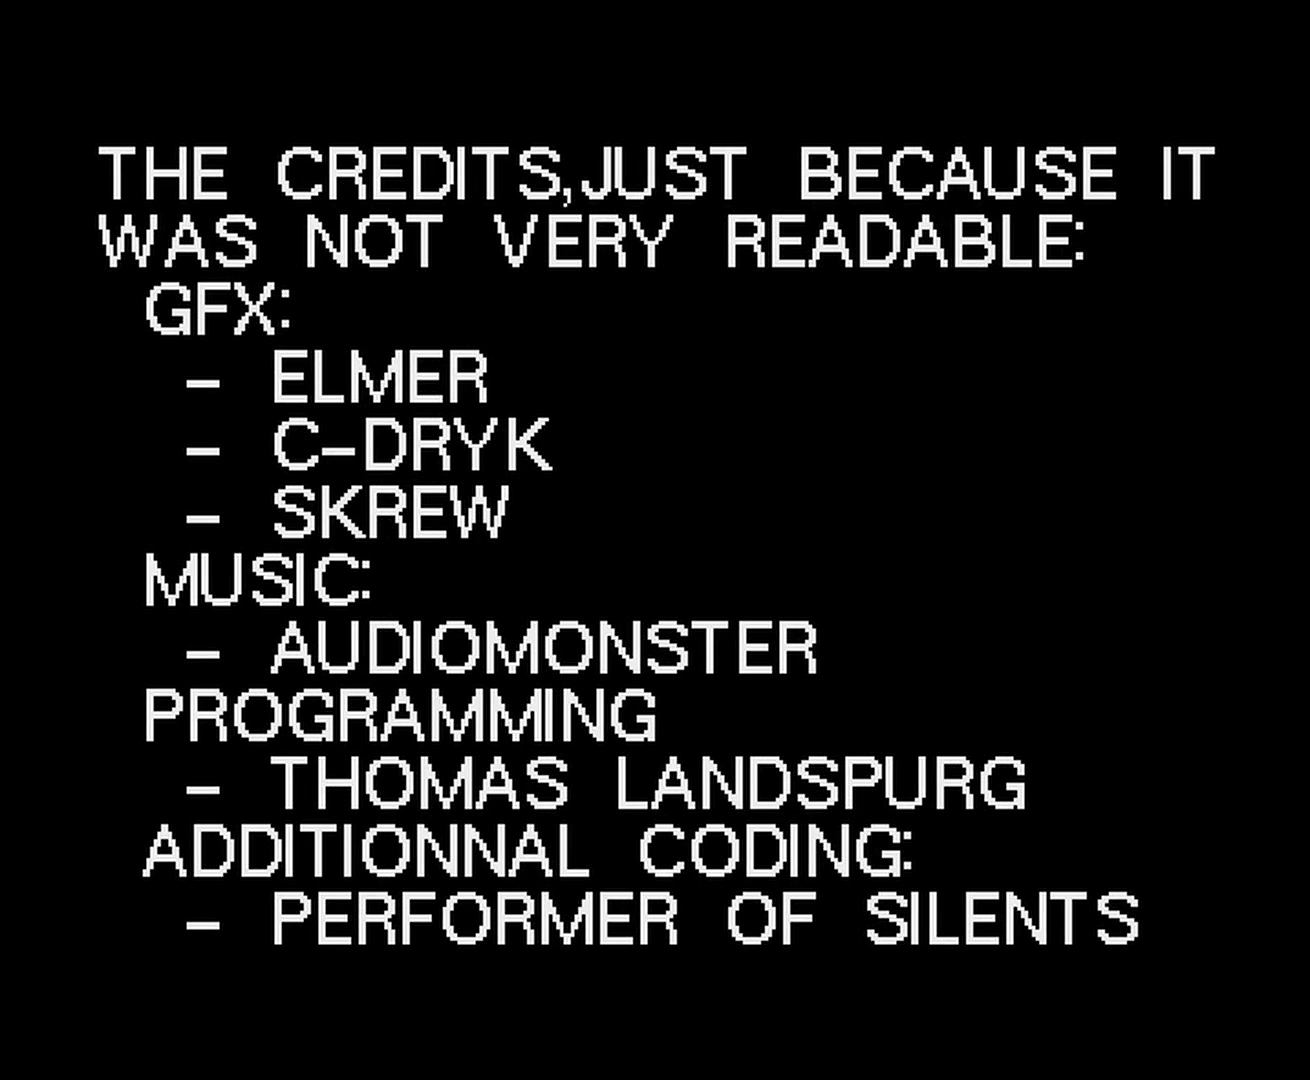 THE CREDITS,JUST BECAUSE IT
WAS NOT VERY READABLE:
GFX:
- ELMER
- C-DRYK
- SKREW
MUSIC:
- AUDIOMONSTER
PROGRAMMING
- THOMAS LANDSPURG
ADDITIONNAL CODING:
- PERFORMER OF SILENTS